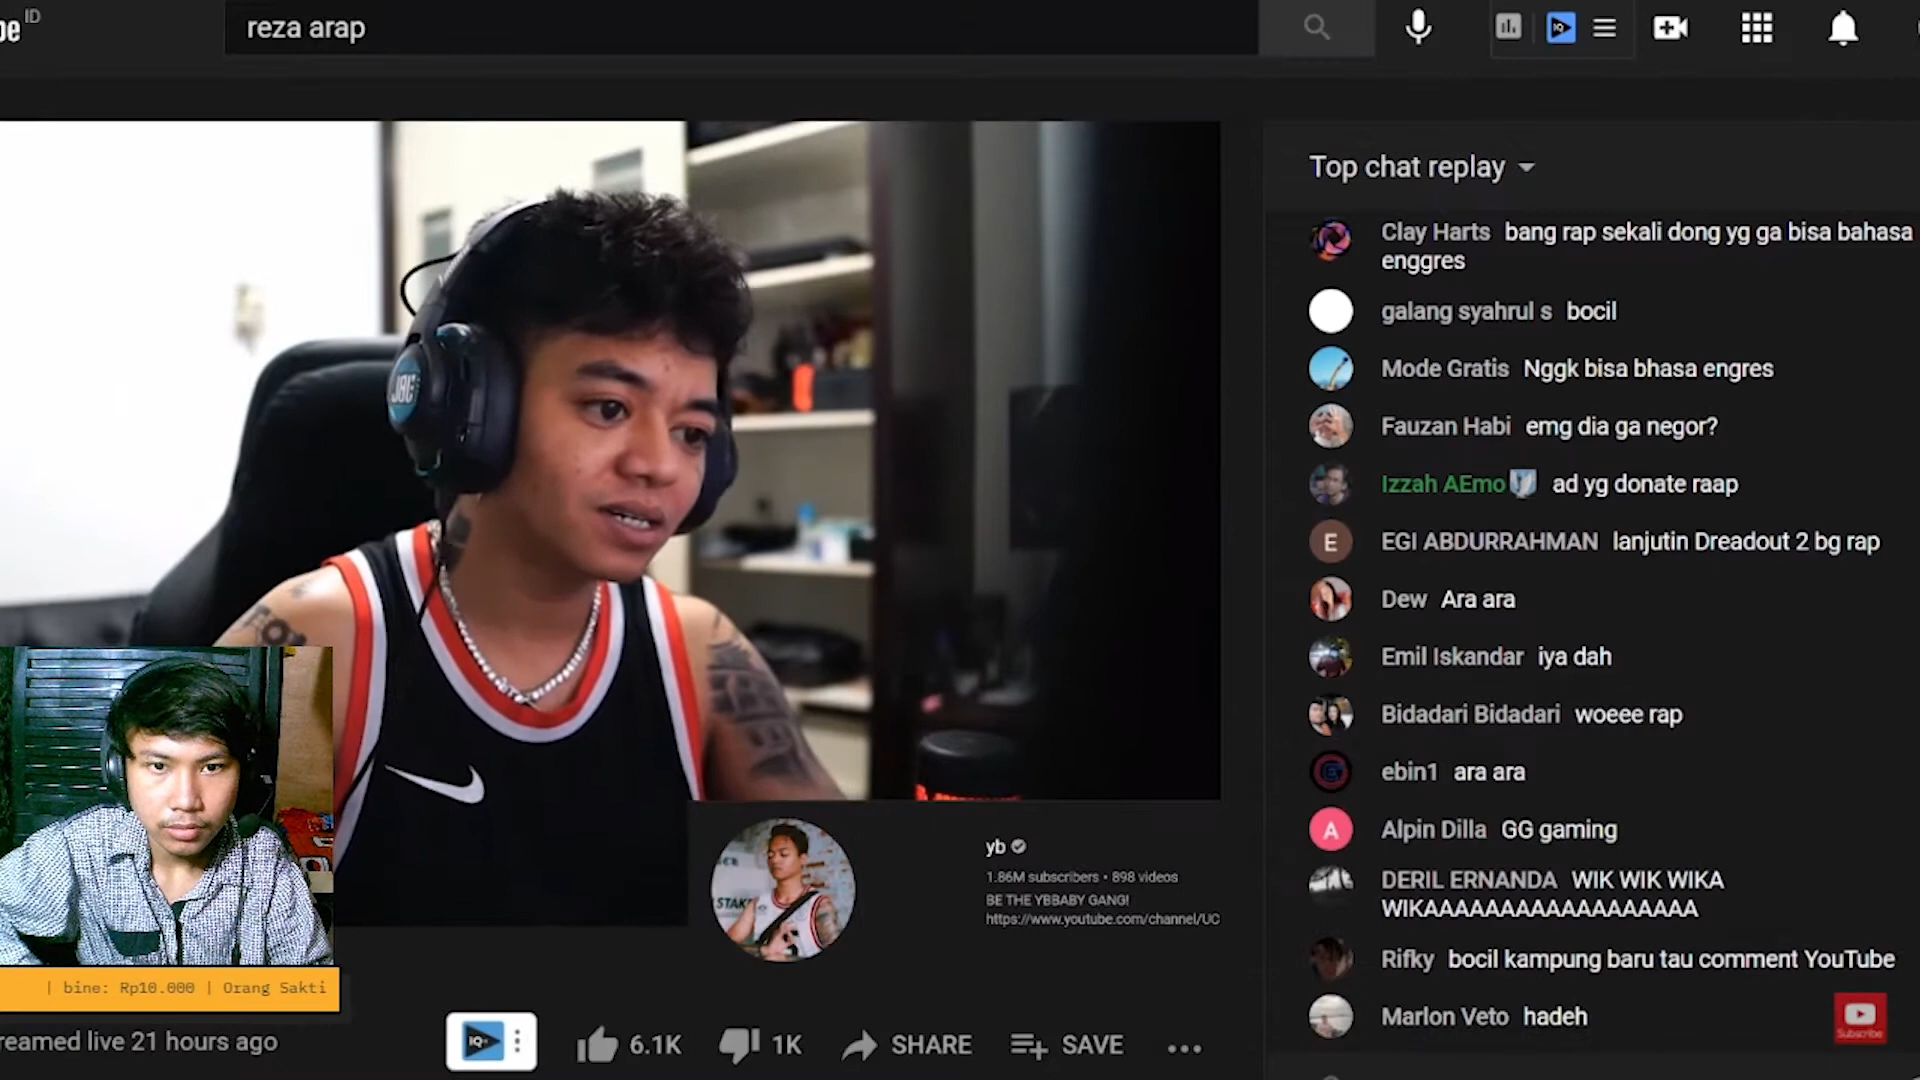 be ID
reza arap
Top chat replay
Clay Harts bang rap sekali dong yg ga bisa bahasa
enggres
galang syahrul s bocil
Mode Gratis Nggk bisa bhasa engres
Fauzan Habi emg dia ga negor?
Izzah AEmo ad yg donate raap
E EGI ABDURRAHMAN lanjutin Dreadout 2 bg rap
Dew Ara ara
Emil Iskandar iya dah
Bidadari Bidadari woeee rap
ebin1 ara ara
A Alpin Dilla GG gaming
DERIL ERNANDA WIK WIK WIKA
WIKAAAAAAAAAAAAAAAAAA
Rifky bocil kampung baru tau comment YouTube
Marlon Veto hadeh
Subscribe
JBL
yb
1.86M subscribers • 898 videos
BE THE YBBABY GANG!
https://www.youtube.com/channel/UC
| bine: Rp10.000 | Orang Sakti
reamed live 21 hours ago
IQ
6.1K
1K
SHARE
SAVE